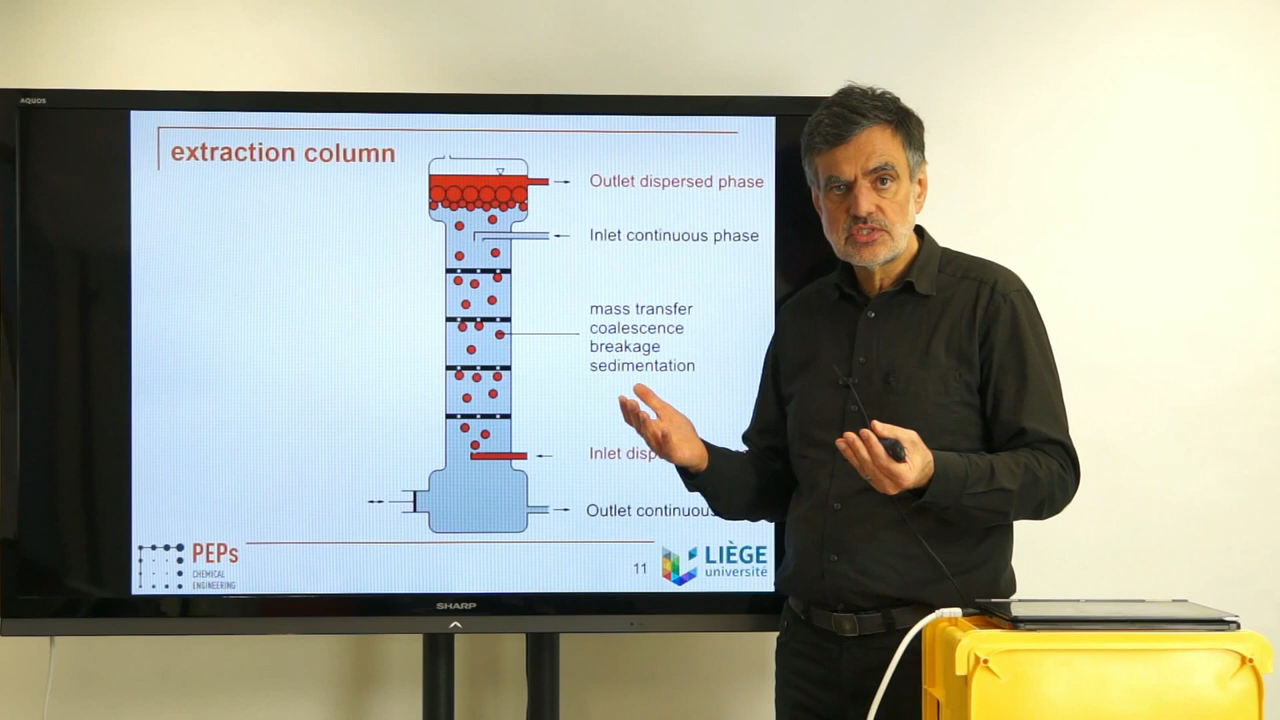 AQUOS
extraction column
Outlet dispersed phase
Inlet continuous phase
mass transfer
coalescence
breakage
sedimentation
Inlet
Outlet continuous
PEPs
CHEMICAL
ENGINEERING
11
LIÈGE
université
SHARP